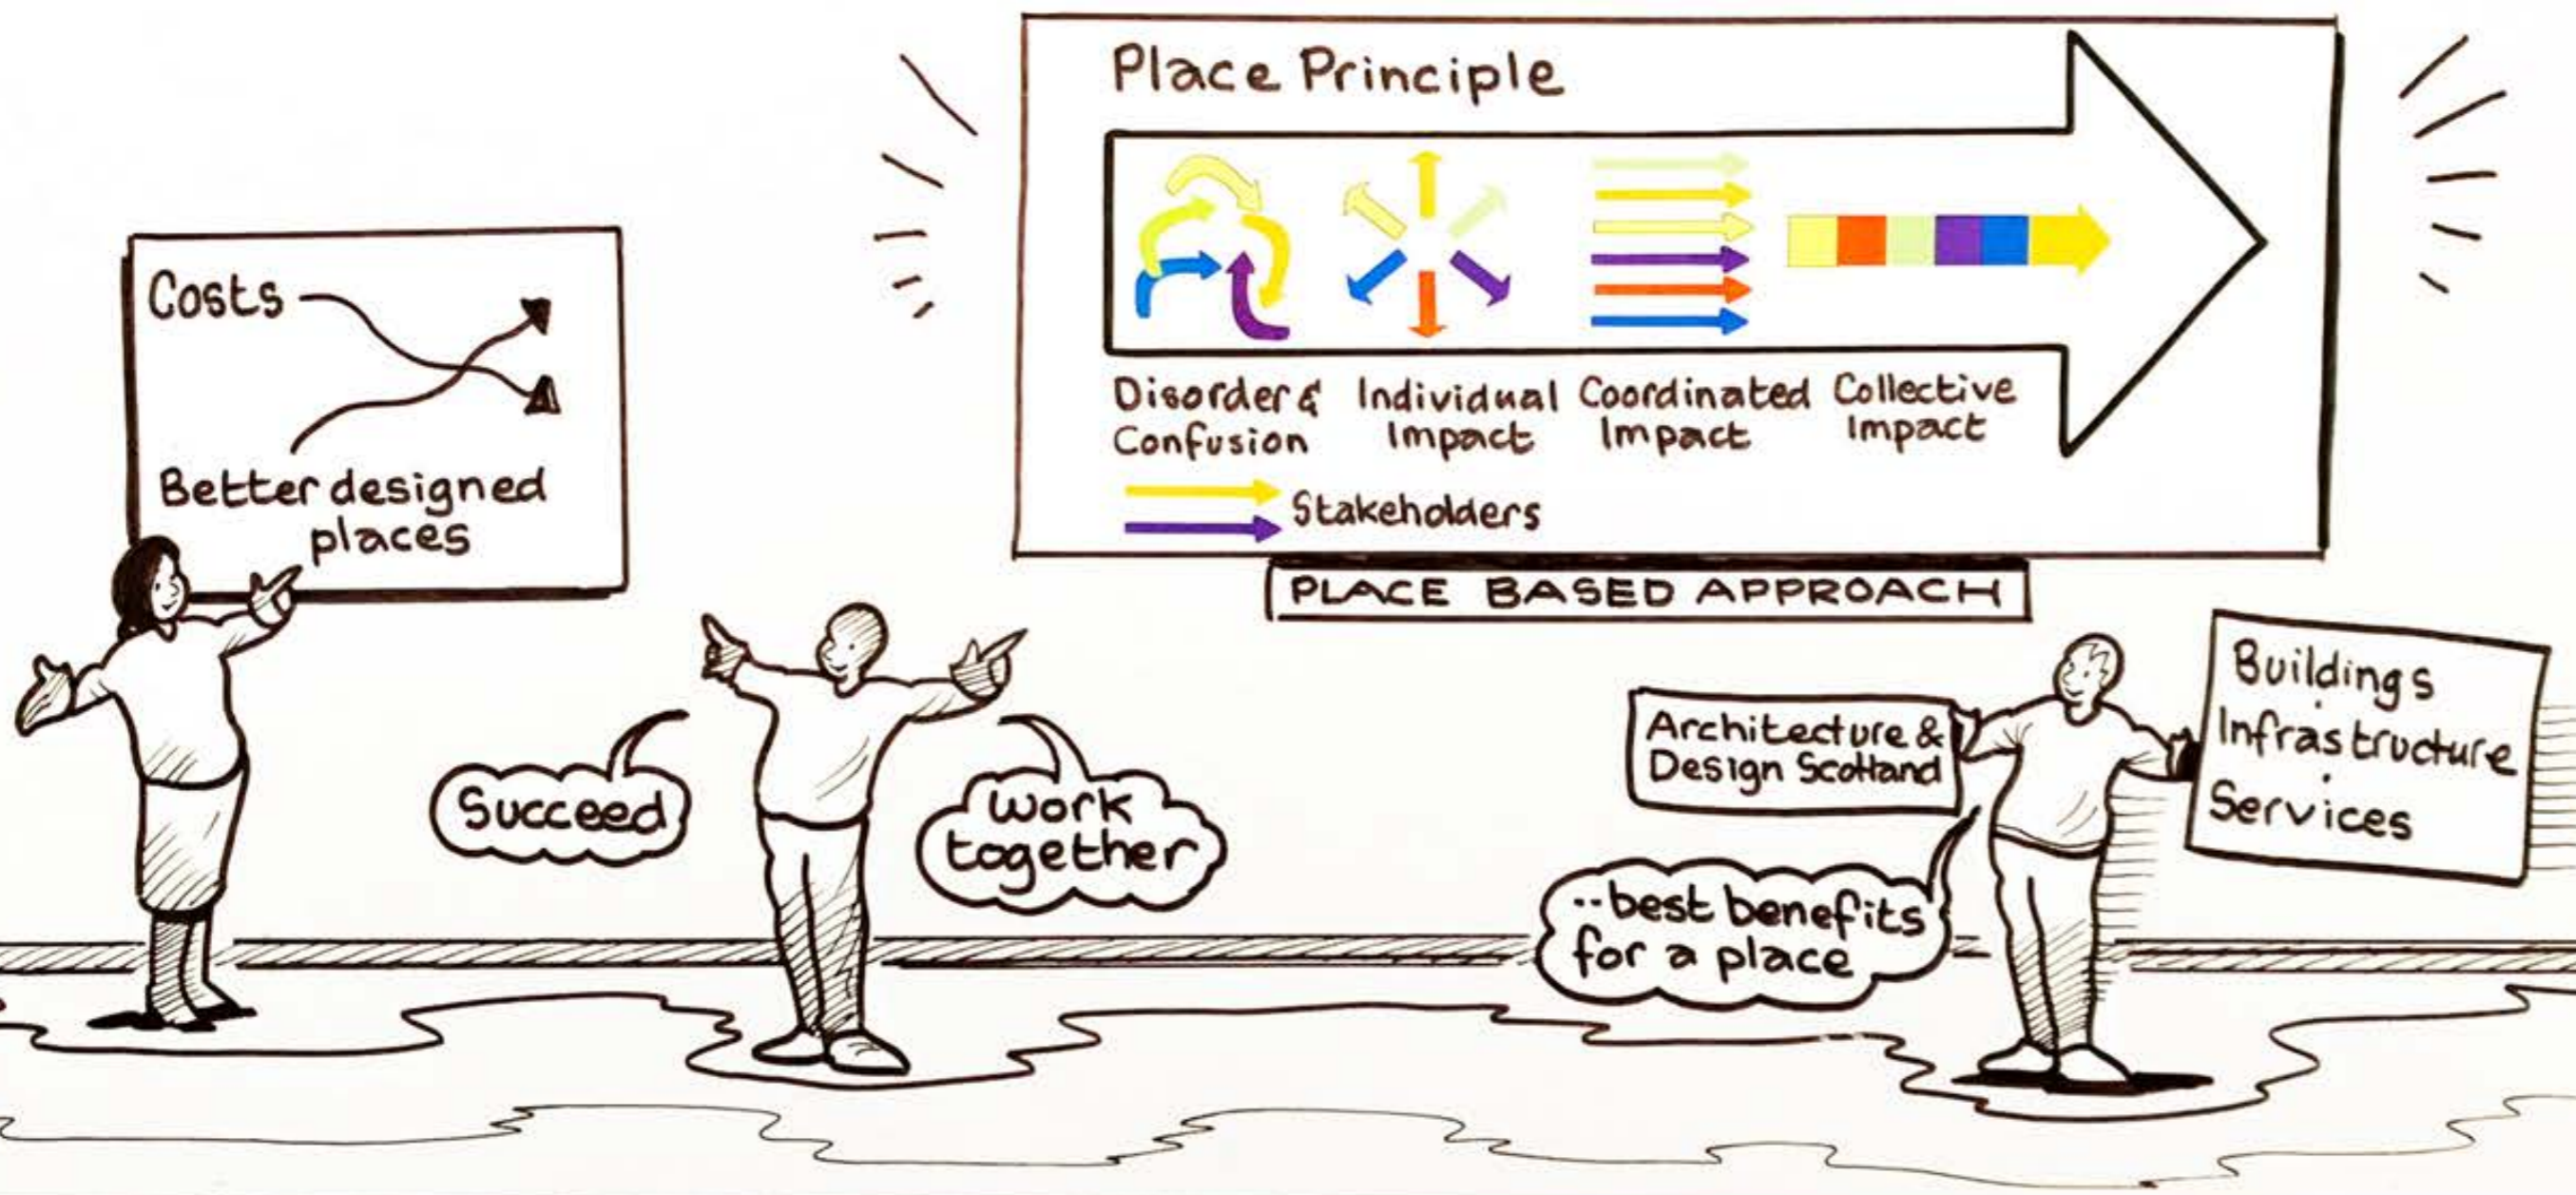 Costs
Better designed
places
Place Principle
Disorder &
Confusion
Individual
Impact
Coordinated
Impact
Collective
Impact
Stakeholders
PLACE BASED APPROACH
Succeed
work
together
Architecture &
Design Scotland
Buildings
.
Infrastructure
.
Services
..best benefits
for a place